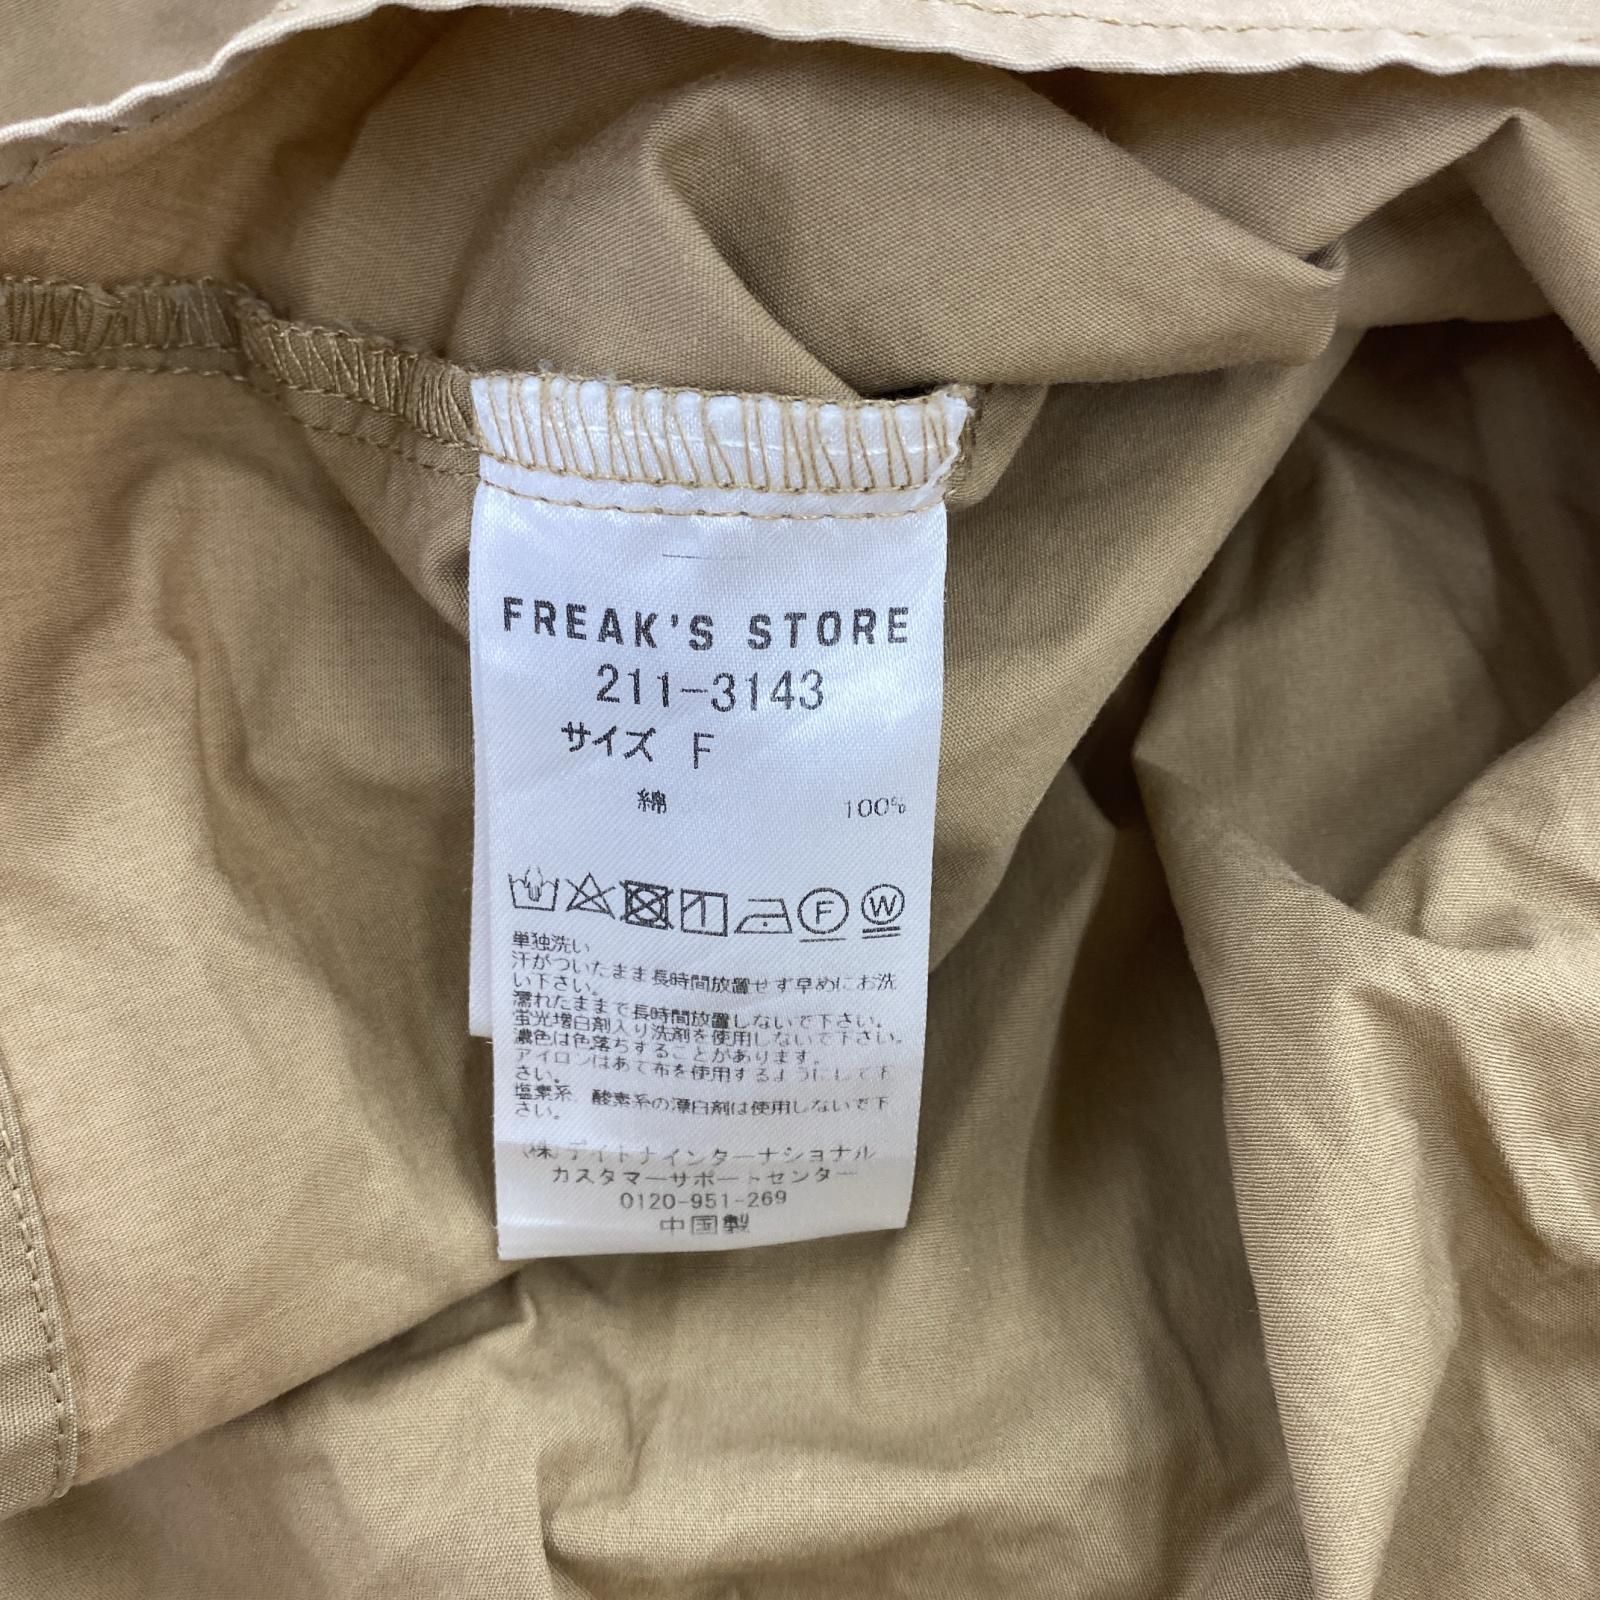 FREAK'S STORE
211-3143
サイズ F
綿 100%
F W
単独洗い
汗がついたまま長時間放置せず早めにお洗
い下さい。
濡れたままで長時間放置しないで下さい。
蛍光増白剤入り洗剤を使用しないで下さい。
濃色は色落ちすることがあります。
アイロンはあて布を使用するようにして下
さい。
塩素系、酸素系の漂白剤は使用しないで下
さい。
(株)デイトナインターナショナル
カスタマーサポートセンター
0120-951-269
中国製